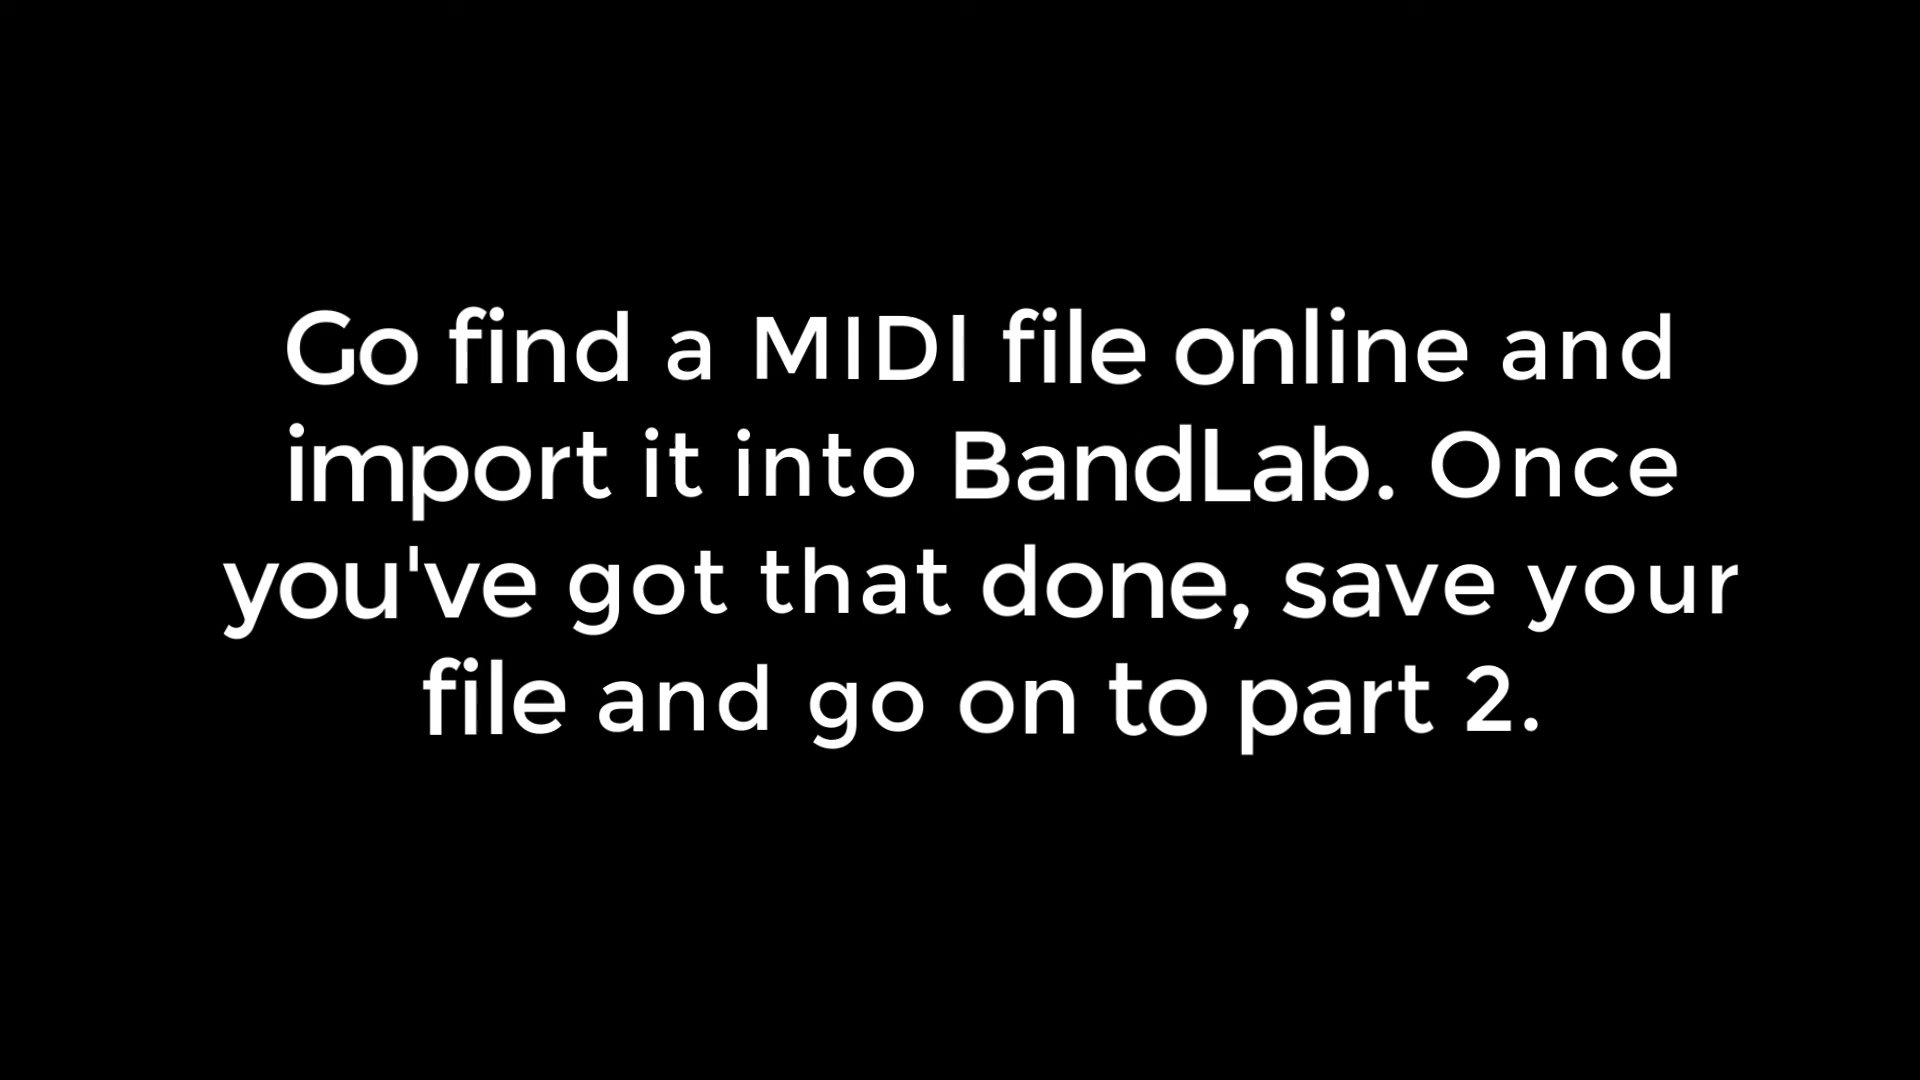 Go find a MIDI file online and
import it into BandLab. Once
you've got that done, save your
file and go on to part 2.